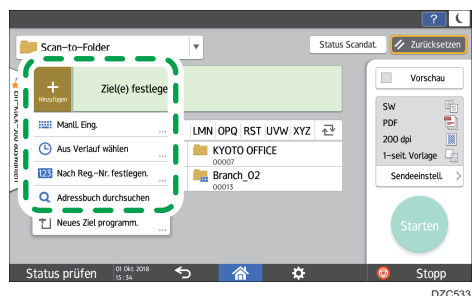 ?
Scan-to-Folder
Status Scandat.
Zurücksetzen
Hinzufügen
Ziel(e) festlege
Vorschau
Manll. Eing.
...
Aus Verlauf wählen
...
123 Nach Reg.-Nr. festlegen.
...
Adressbuch durchsuchen
Neues Ziel programm.
...
LMN OPQ RST UVW XYZ
KYOTO OFFICE
00007
Branch_02
00013
SW
PDF
200 dpi
1-seit. Vorlage
Sendeeinstell.
Starten
Status prüfen
01 Okt. 2018
15:34
Stopp
DZC533